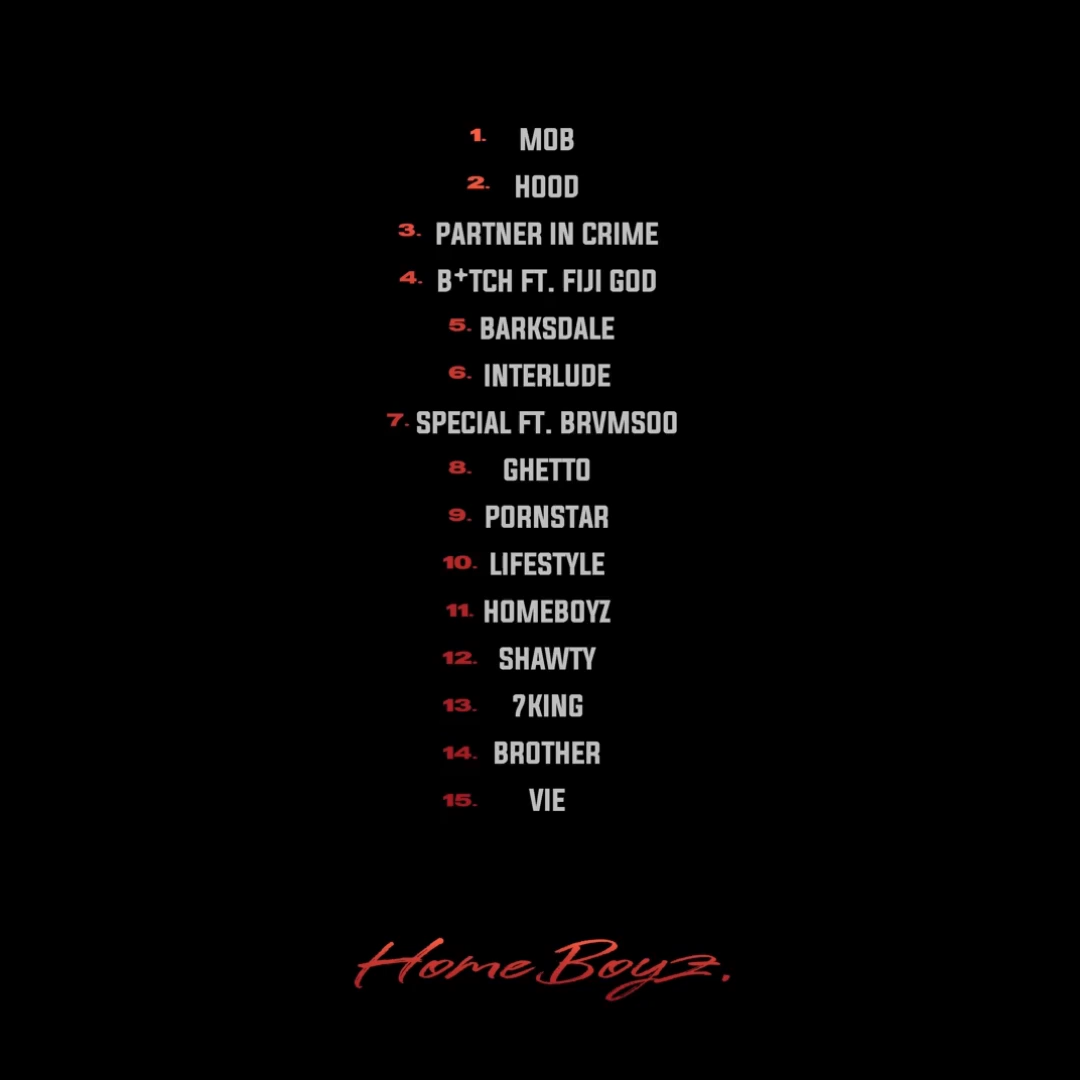 1. MOB
2. HOOD
3. PARTNER IN CRIME
4. B+TCH FT. FIJI GOD
5. BARKSDALE
6. INTERLUDE
7. SPECIAL FT. BRVMSOO
8. GHETTO
9. PORNSTAR
10. LIFESTYLE
11. HOMEBOYZ
12. SHAWTY
13. 7KING
14. BROTHER
15. VIE
Home Boyz.